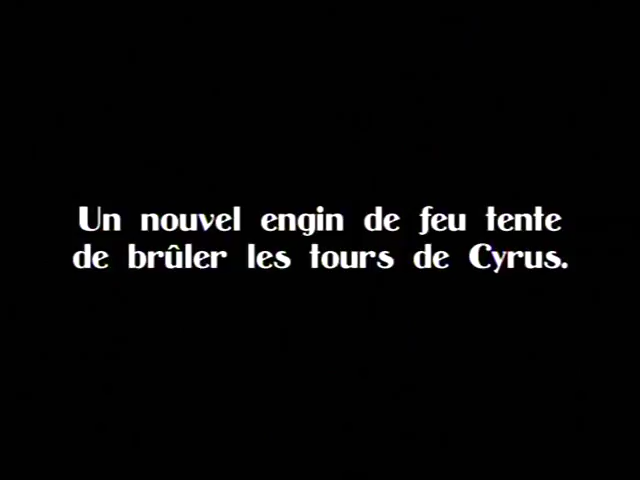 Un nouvel engin de feu tente
de brûler les tours de Cyrus.